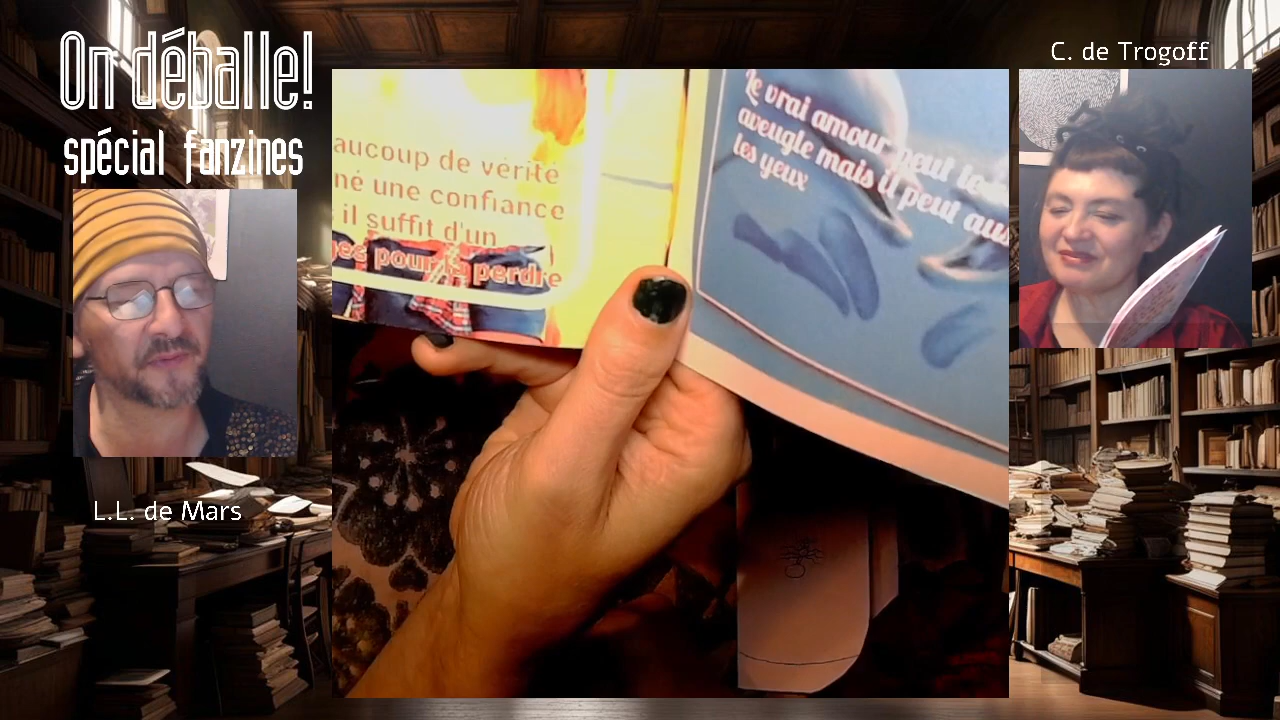 On déballe!
spécial fanzines
C. de Trogoff
L.L. de Mars
aucoup de vérité
né une confiance
il suffit d'un
pour la perdre
Le vrai amour peut
aveugle mais il peut aus
les yeux